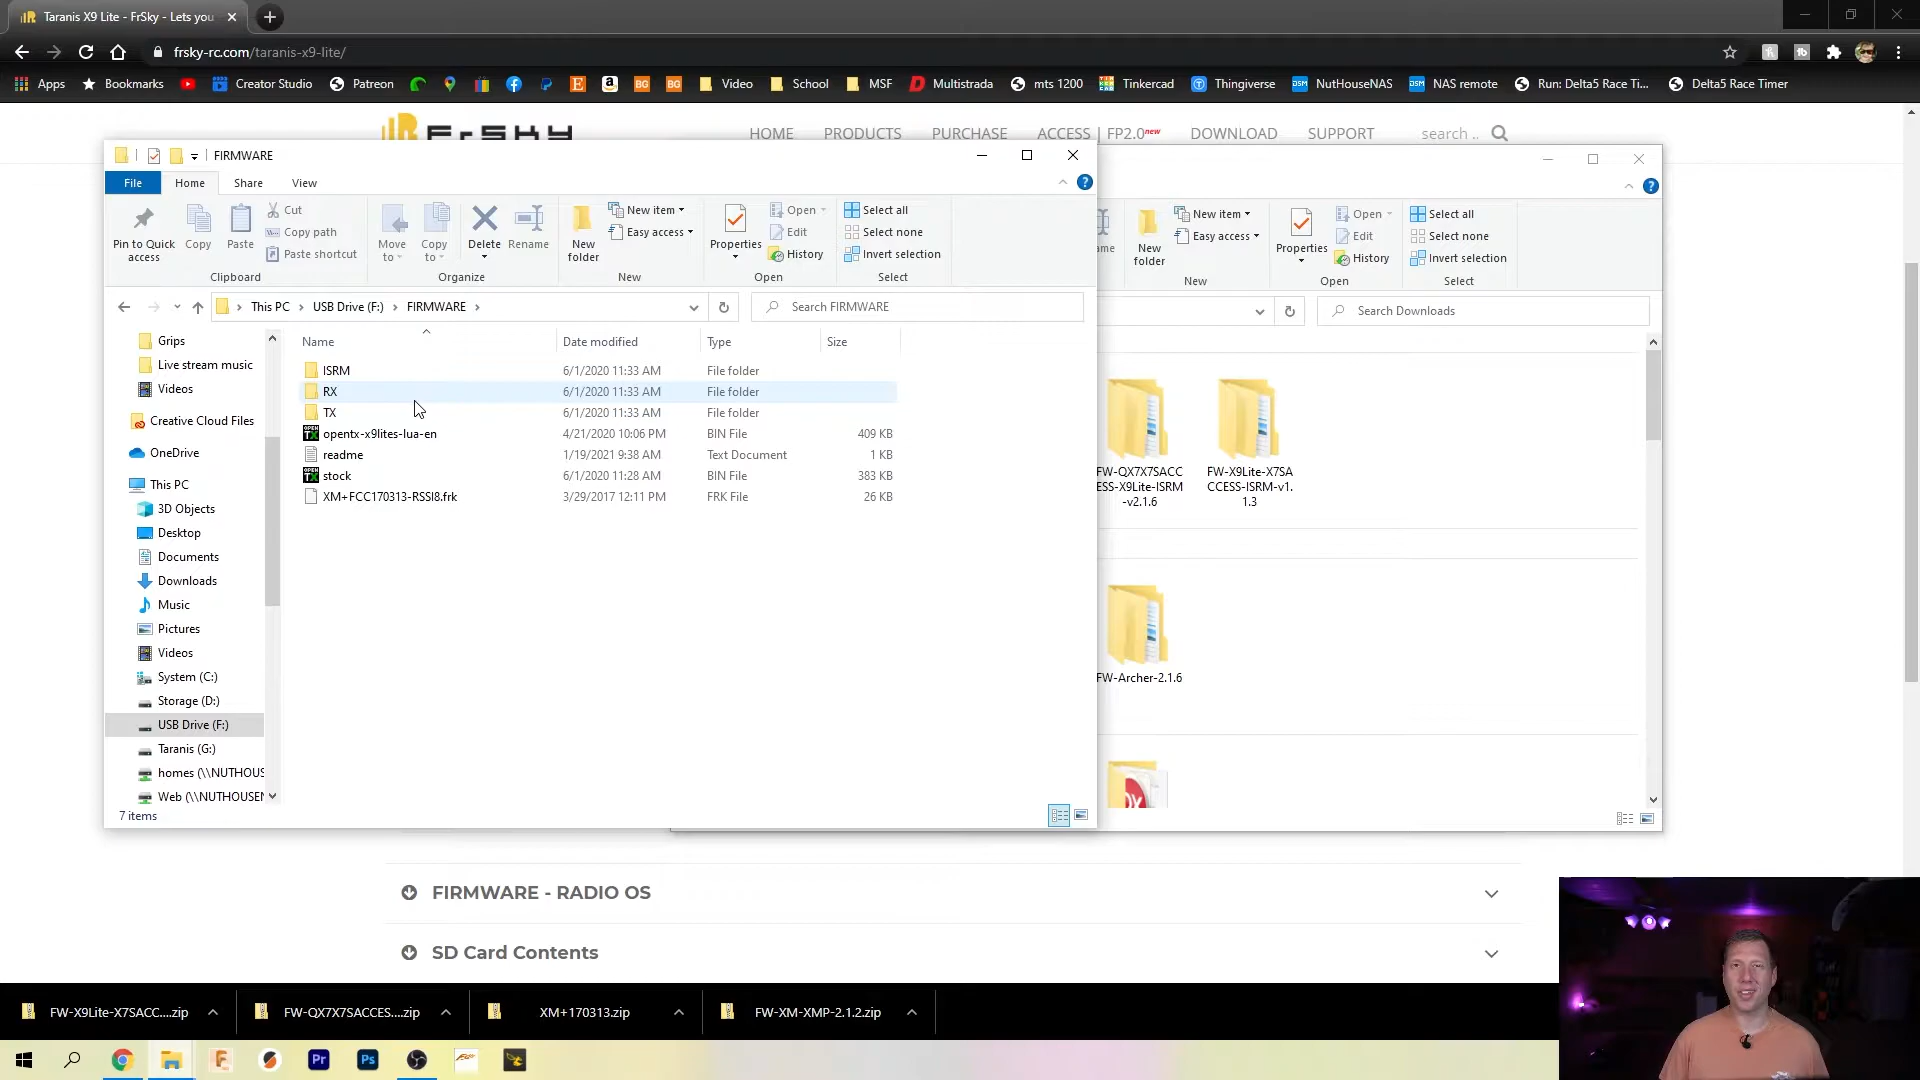 Taranis X9 Lite - FrSky - Lets you
frsky-rc.com/taranis-x9-lite/
Apps
Bookmarks
Creator Studio
Patreon
Video
School
MSF
Multistrada
mts 1200
Tinkercad
Thingiverse
NutHouseNAS
NAS remote
Run: Delta5 Race Ti...
Delta5 Race Timer
FrSky
HOME
PRODUCTS
PURCHASE
ACCESS | FP2.0new
DOWNLOAD
SUPPORT
search ..
FIRMWARE
File
Home
Share
View
Pin to Quick
access
Copy
Paste
Cut
Copy path
Paste shortcut
Clipboard
Move
to
Copy
to
Delete
Rename
Organize
New
folder
New item
Easy access
New
Properties
Open
Edit
History
Open
Select all
Select none
Invert selection
Select
This PC > USB Drive (F:) > FIRMWARE >
Search FIRMWARE
Grips
Live stream music
Videos
Creative Cloud Files
OneDrive
This PC
3D Objects
Desktop
Documents
Downloads
Music
Pictures
Videos
System (C:)
Storage (D:)
USB Drive (F:)
Taranis (G:)
homes (\\NUTHOUS
Web (\\NUTHOUSEN
Name Date modified Type Size
ISRM 6/1/2020 11:33 AM File folder
RX 6/1/2020 11:33 AM File folder
TX 6/1/2020 11:33 AM File folder
opentx-x9lites-lua-en 4/21/2020 10:06 PM BIN File 409 KB
readme 1/19/2021 9:38 AM Text Document 1 KB
stock 6/1/2020 11:28 AM BIN File 383 KB
XM+FCC170313-RSSI8.frk 3/29/2017 12:11 PM FRK File 26 KB
7 items
ame
New
folder
New item
Easy access
New
Properties
Open
Edit
History
Open
Select all
Select none
Invert selection
Select
Search Downloads
FW-QX7X7SACC
ESS-X9Lite-ISRM
-v2.1.6
FW-X9Lite-X7SA
CCESS-ISRM-v1.
1.3
FW-Archer-2.1.6
FIRMWARE - RADIO OS
SD Card Contents
FW-X9Lite-X7SACC....zip
FW-QX7X7SACCES....zip
XM+170313.zip
FW-XM-XMP-2.1.2.zip
Pr
Ps